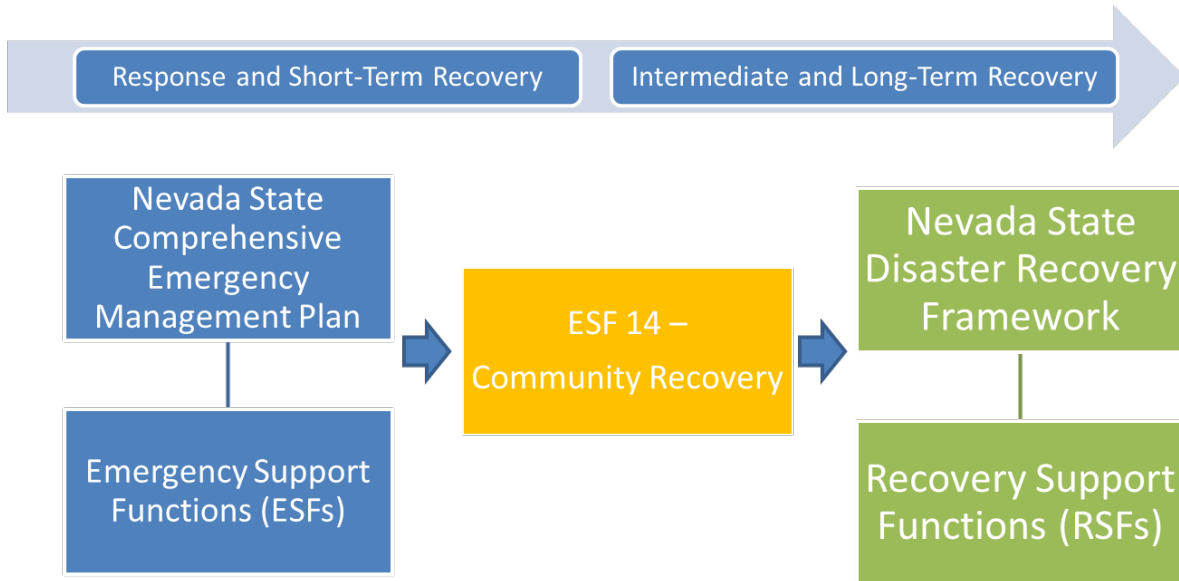 Response and Short-Term Recovery
Intermediate and Long-Term Recovery
Nevada State
Comprehensive
Emergency
Management Plan
Emergency Support
Functions (ESFs)
ESF 14 –
Community Recovery
Nevada State
Disaster Recovery
Framework
Recovery Support
Functions (RSFs)